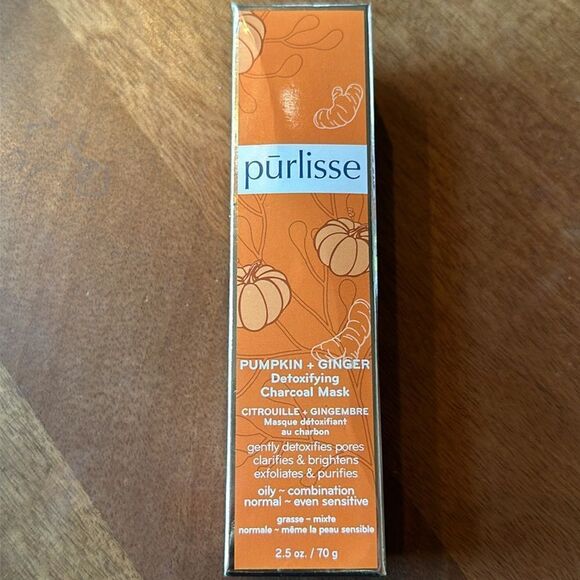 pūrlisse
PUMPKIN + GINGER
Detoxifying
Charcoal Mask
CITROUILLE + GINGEMBRE
Masque détoxifiant
au charbon
gently detoxifies pores
clarifies & brightens
exfoliates & purifies
oily ~ combination
normal ~ even sensitive
grasse ~ mixte
normale ~ même la peau sensible
2.5 oz. / 70 g